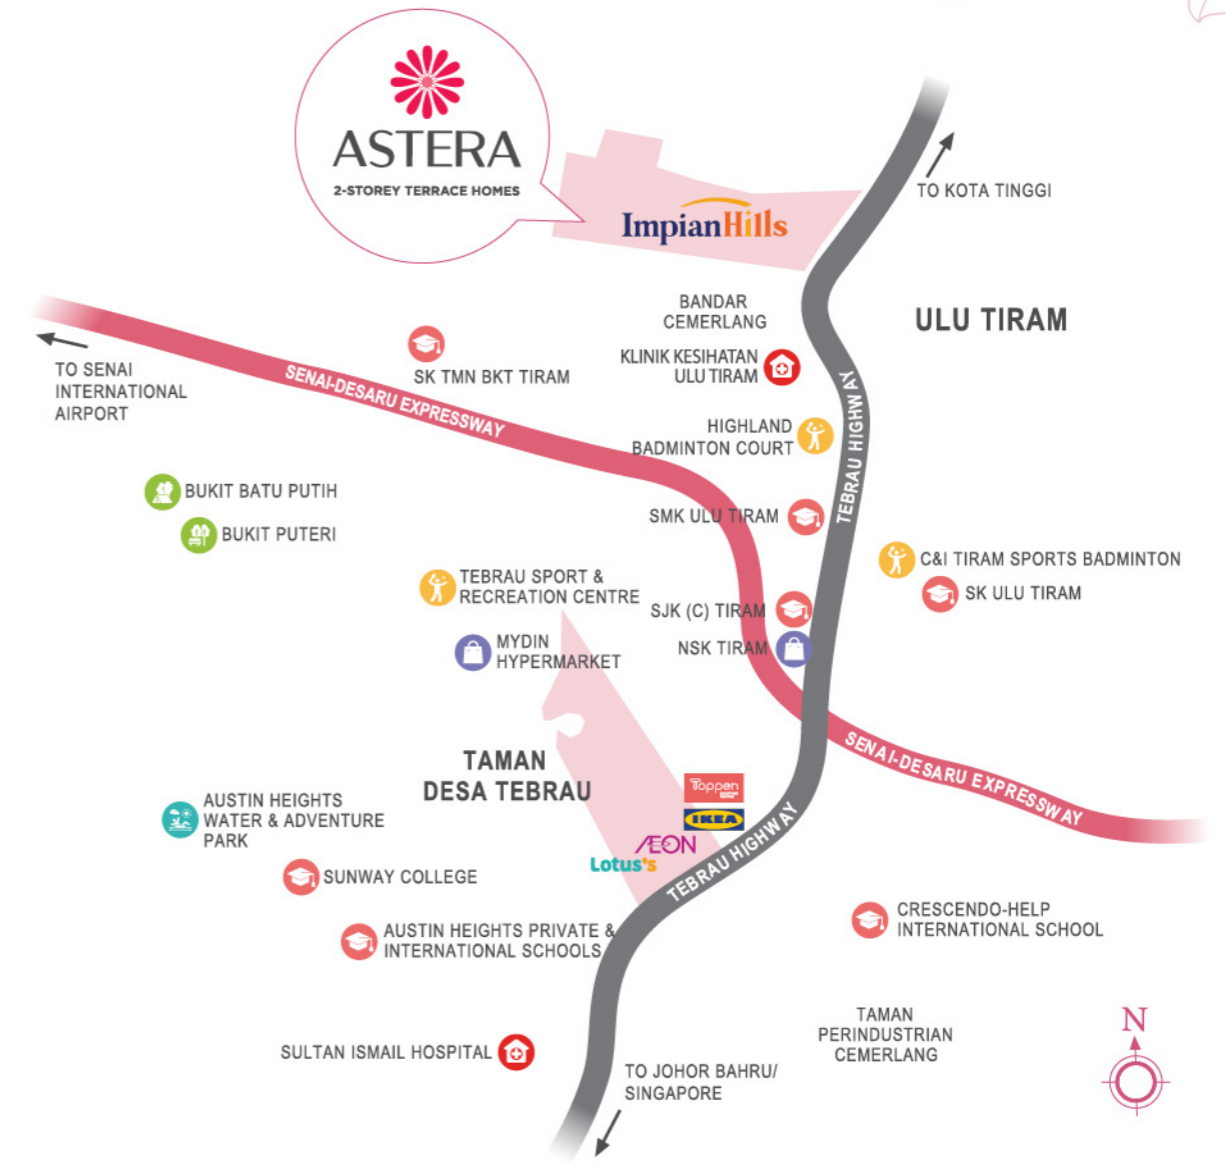 ASTERA
2-STOREY TERRACE HOMES
TO KOTA TINGGI
ImpianHills
BANDAR
CEMERLANG
ULU TIRAM
KLINIK KESIHATAN
ULU TIRAM
TO SENAI
INTERNATIONAL
AIRPORT
SK TMN BKT TIRAM
SENAI-DESARU EXPRESSWAY
HIGHLAND
BADMINTON COURT
TEBRAU HIGHWAY
BUKIT BATU PUTIH
BUKIT PUTERI
SMK ULU TIRAM
C&I TIRAM SPORTS BADMINTON
SK ULU TIRAM
TEBRAU SPORT &
RECREATION CENTRE
SJK (C) TIRAM
MYDIN
HYPERMARKET
NSK TIRAM
TAMAN
DESA TEBRAU
SENAI-DESARU EXPRESSWAY
Toppen
IKEA
AEON
Lotus's
TEBRAU HIGHWAY
AUSTIN HEIGHTS
WATER & ADVENTURE
PARK
SUNWAY COLLEGE
AUSTIN HEIGHTS PRIVATE &
INTERNATIONAL SCHOOLS
CRESCENDO-HELP
INTERNATIONAL SCHOOL
SULTAN ISMAIL HOSPITAL
TAMAN
PERINDUSTRIAN
CEMERLANG
TO JOHOR BAHRU/
SINGAPORE
N